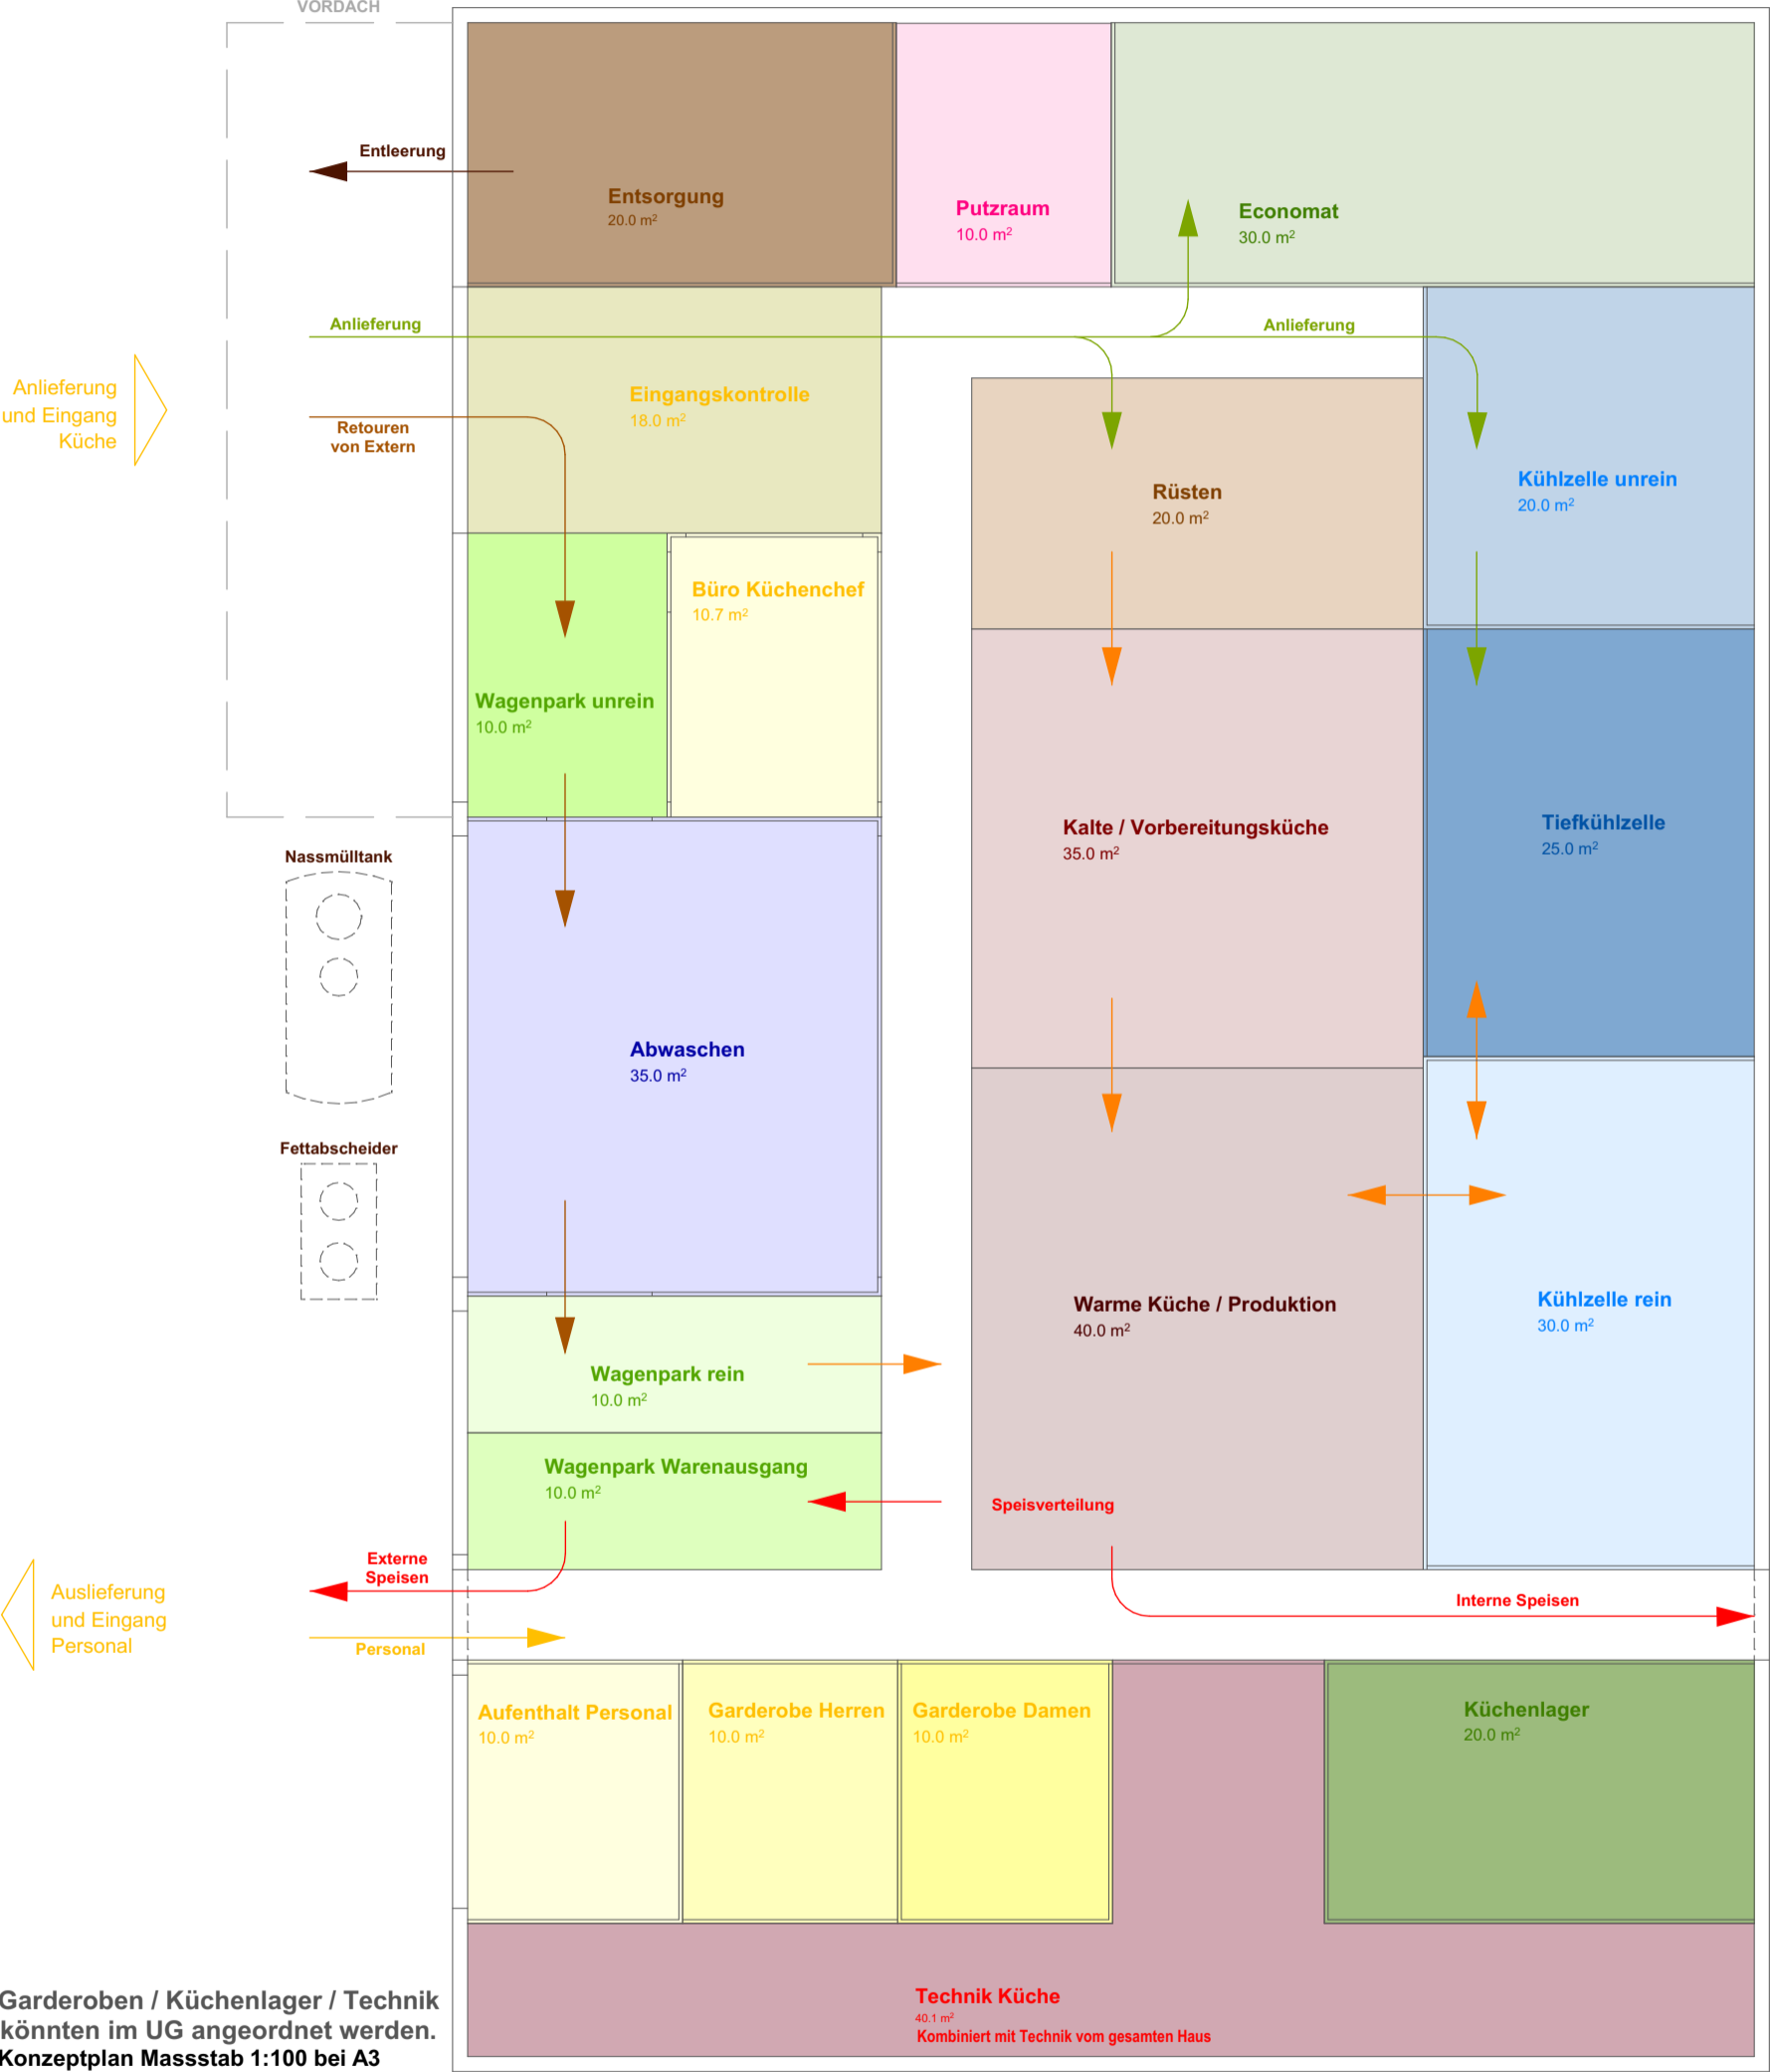 VORDACH
Entleerung
Entsorgung
20.0 m²
Putzraum
10.0 m²
Economat
30.0 m²
Anlieferung
Anlieferung
Anlieferung
und Eingang
Küche
Eingangskontrolle
18.0 m²
Retouren
von Extern
Rüsten
20.0 m²
Kühlzelle unrein
20.0 m²
Büro Küchenchef
10.7 m²
Wagenpark unrein
10.0 m²
Kalte / Vorbereitungsküche
35.0 m²
Tiefkühlzelle
25.0 m²
Nassmülltank
Abwaschen
35.0 m²
Fettabscheider
Warme Küche / Produktion
40.0 m²
Kühlzelle rein
30.0 m²
Wagenpark rein
10.0 m²
Wagenpark Warenausgang
10.0 m²
Speisverteilung
Externe
Speisen
Auslieferung
und Eingang
Personal
Interne Speisen
Personal
Aufenthalt Personal
10.0 m²
Garderobe Herren
10.0 m²
Garderobe Damen
10.0 m²
Küchenlager
20.0 m²
Technik Küche
40.1 m²
Kombiniert mit Technik vom gesamten Haus
Garderoben / Küchenlager / Technik
könnten im UG angeordnet werden.
Konzeptplan Massstab 1:100 bei A3